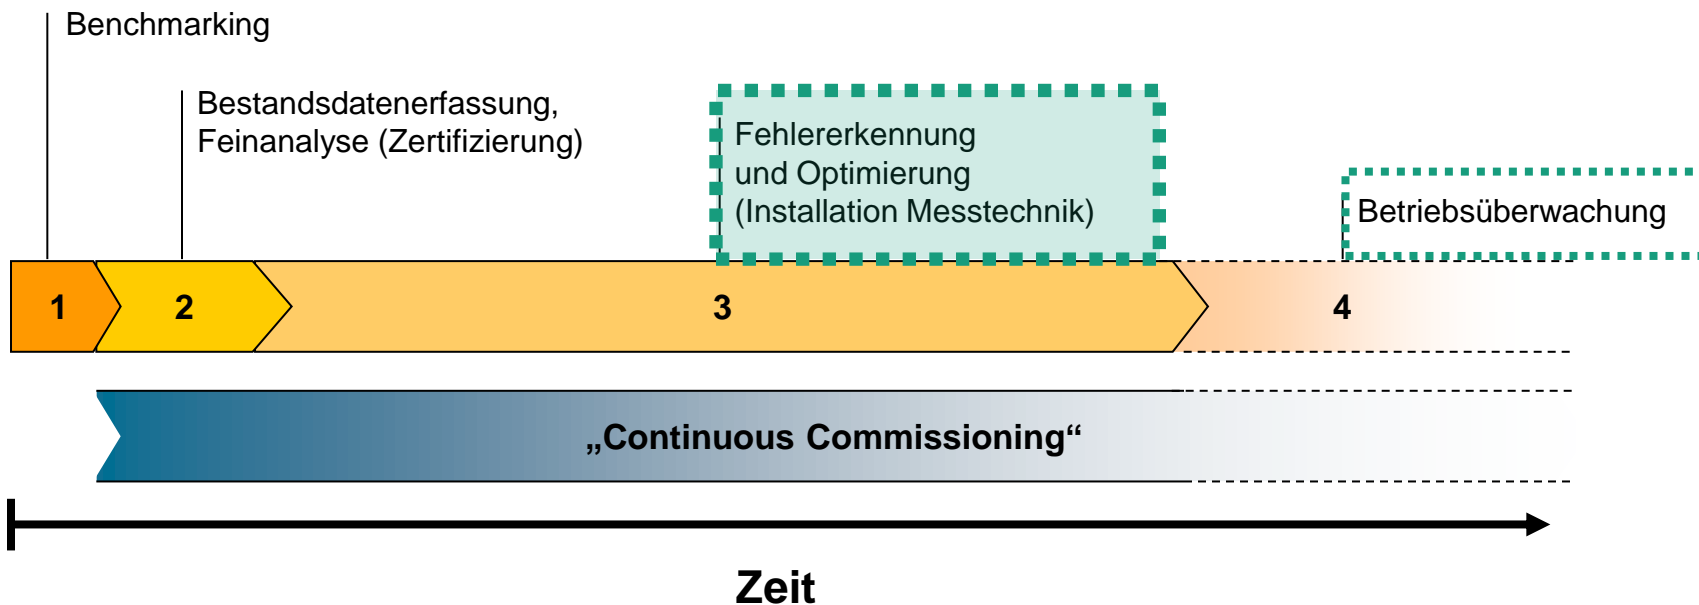 Benchmarking
Bestandsdatenerfassung,
Feinanalyse (Zertifizierung)
Fehlererkennung
und Optimierung
(Installation Messtechnik)
Betriebsüberwachung
1
2
3
4
„Continuous Commissioning“
Zeit